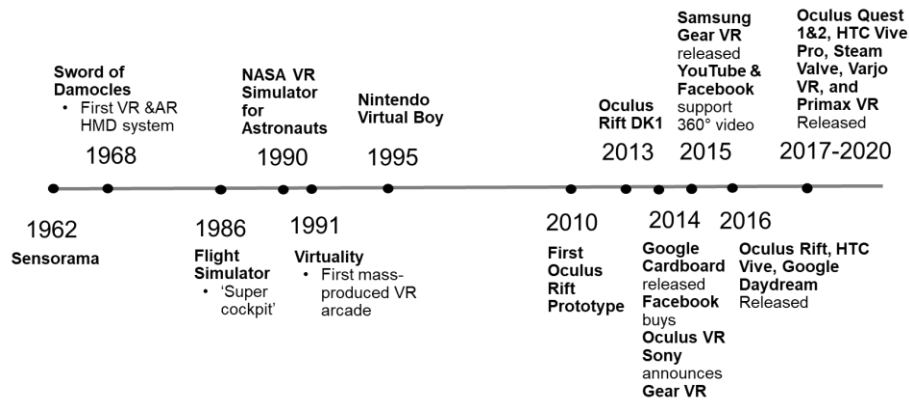 Sword of
Damocles
• First VR &AR
HMD system
1968
NASA VR
Simulator
for
Astronauts
1990
Nintendo
Virtual Boy
1995
Oculus
Rift DK1
2013
Samsung
Gear VR
released
YouTube &
Facebook
support
360° video
2015
Oculus Quest
1&2, HTC Vive
Pro, Steam
Valve, Varjo
VR, and
Primax VR
Released
2017-2020
1962
Sensorama
1986
Flight
Simulator
• ‘Super
cockpit’
1991
Virtuality
• First mass-
produced VR
arcade
2010
First
Oculus
Rift
Prototype
2014
Google
Cardboard
released
Facebook
buys
Oculus VR
Sony
announces
Gear VR
2016
Oculus Rift, HTC
Vive, Google
Daydream
Released